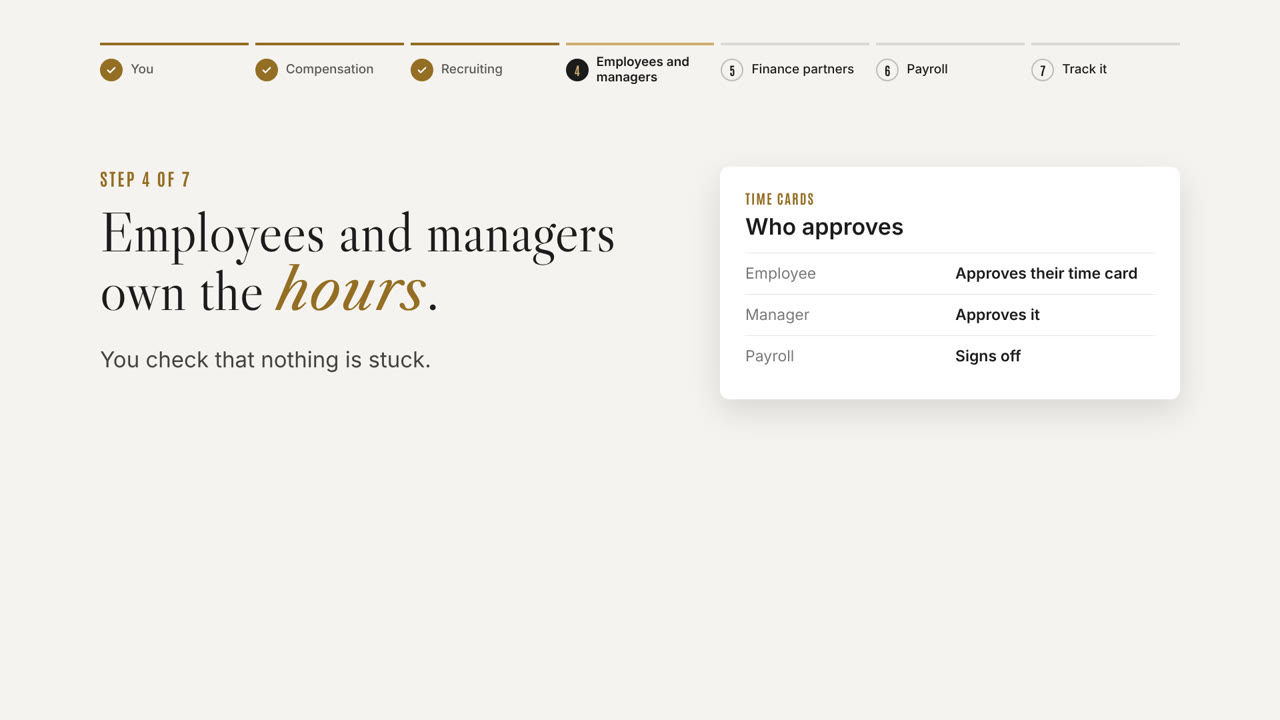 You
Compensation
Recruiting
4
Employees and
managers
5
Finance partners
6
Payroll
7
Track it
STEP 4 OF 7
Employees and managers
own the hours.
You check that nothing is stuck.
TIME CARDS
Who approves
Employee Approves their time card
Manager Approves it
Payroll Signs off